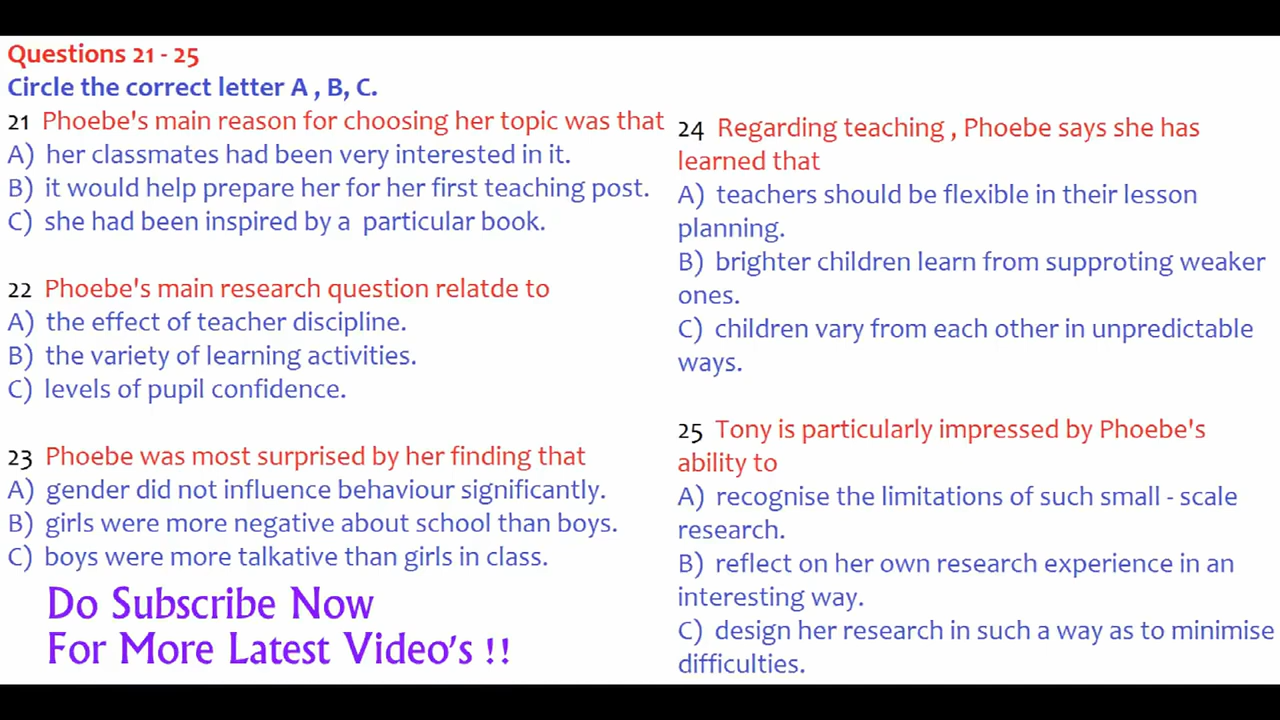 Questions 21 - 25
Circle the correct letter A , B, C.
21 Phoebe's main reason for choosing her topic was that
A) her classmates had been very interested in it.
B) it would help prepare her for her first teaching post.
C) she had been inspired by a particular book.
22 Phoebe's main research question relatde to
A) the effect of teacher discipline.
B) the variety of learning activities.
C) levels of pupil confidence.
23 Phoebe was most surprised by her finding that
A) gender did not influence behaviour significantly.
B) girls were more negative about school than boys.
C) boys were more talkative than girls in class.
Do Subscribe Now
For More Latest Video's !!
24 Regarding teaching , Phoebe says she has
learned that
A) teachers should be flexible in their lesson
planning.
B) brighter children learn from supproting weaker
ones.
C) children vary from each other in unpredictable
ways.
25 Tony is particularly impressed by Phoebe's
ability to
A) recognise the limitations of such small - scale
research.
B) reflect on her own research experience in an
interesting way.
C) design her research in such a way as to minimise
difficulties.